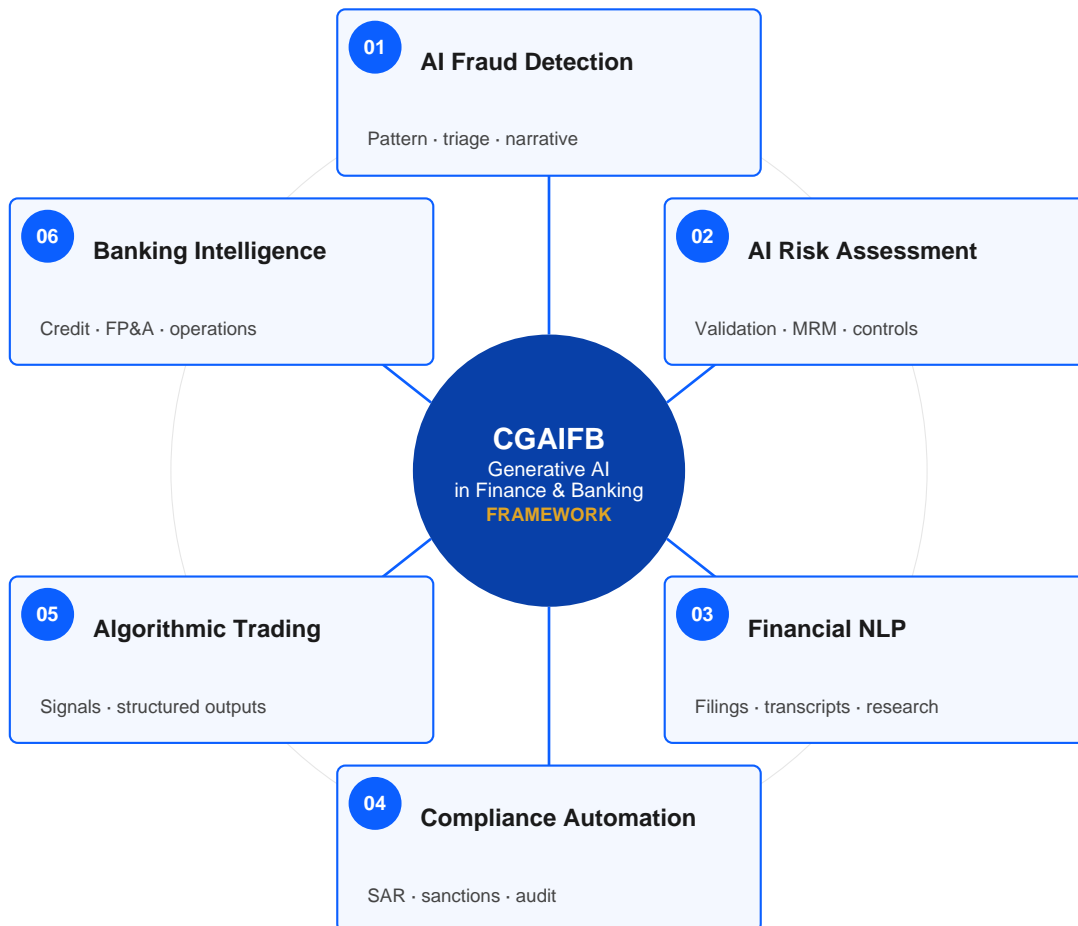 01
AI Fraud Detection
Pattern · triage · narrative
06
Banking Intelligence
Credit · FP&A · operations
02
AI Risk Assessment
Validation · MRM · controls
CGAIFB
Generative AI
in Finance & Banking
FRAMEWORK
05
Algorithmic Trading
Signals · structured outputs
03
Financial NLP
Filings · transcripts · research
04
Compliance Automation
SAR · sanctions · audit